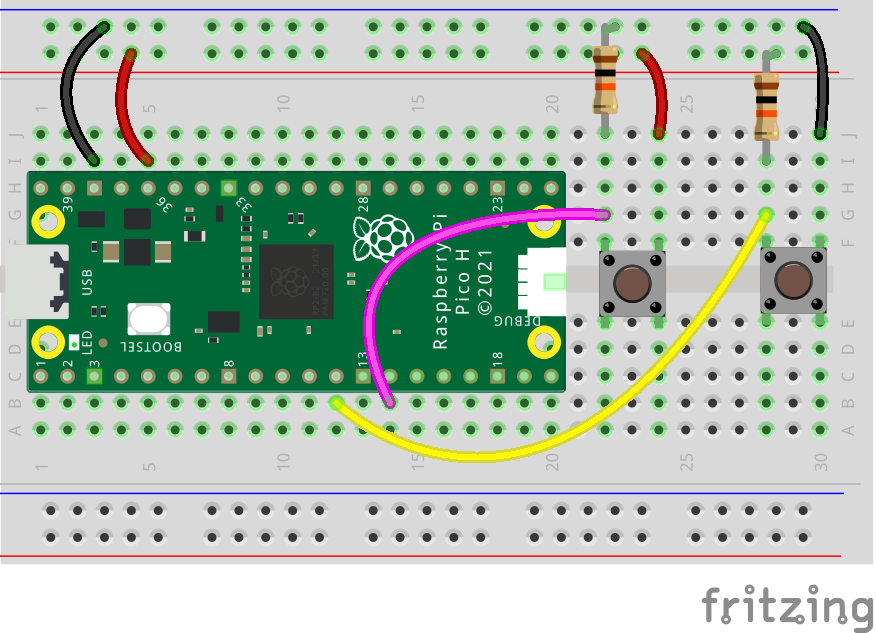 1 5 10 15 20 25
J J
I I
H H
G G
F F
39 36 33 28 23
USB
Raspberry Pi
Pico H
©2021
DEBUG
LED
BOOTSEL
E E
D D
C C
B B
A A
1 2 3 8 13 18
1 5 10 15 20 25 30
fritzing